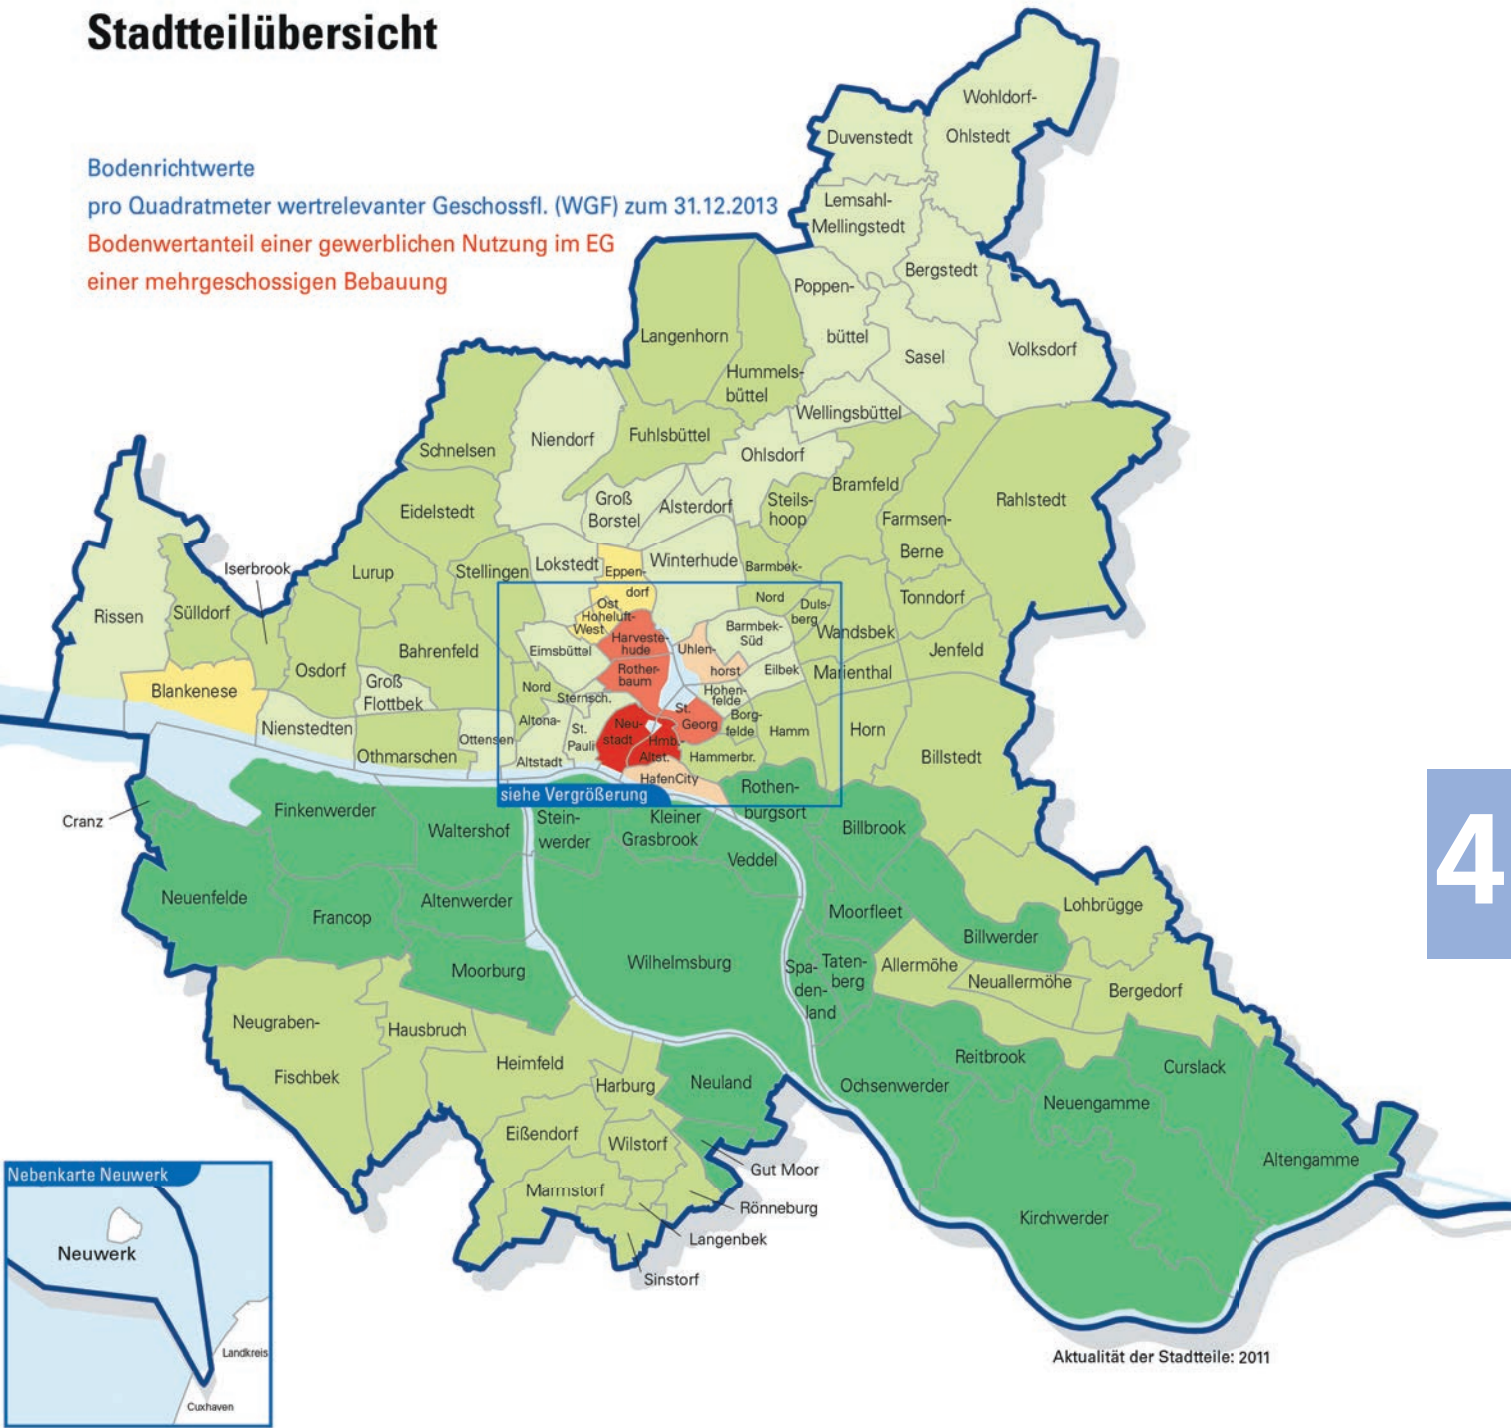 Stadtteilübersicht
Bodenrichtwerte
pro Quadratmeter wertrelevanter Geschossfl. (WGF) zum 31.12.2013
Bodenwertanteil einer gewerblichen Nutzung im EG
einer mehrgeschossigen Bebauung
Wohldorf-
Ohlstedt
Duvenstedt
Lemsahl-
Mellingstedt
Bergstedt
Poppen-
büttel
Sasel
Volksdorf
Langenhorn
Hummels-
büttel
Wellingsbüttel
Schnelsen
Niendorf
Fuhlsbüttel
Ohlsdorf
Eidelstedt
Groß
Borstel
Alsterdorf
Steils-
hoop
Bramfeld
Farmsen-
Berne
Rahlstedt
Iserbrook
Lurup
Stellingen
Lokstedt
Eppen-
dorf
Winterhude
Barmbek-
Nord
Duls-
berg
Tonndorf
Rissen
Sülldorf
Ost
Hoheluft-
West
Harveste-
hude
Barmbek-
Süd
Wandsbek
Jenfeld
Osdorf
Bahrenfeld
Eimsbüttel
Uhlen-
horst
Eilbek
Marienthal
Blankenese
Groß
Flottbek
Rother-
baum
Nord
Sternsch.
Hohen-
felde
Nienstedten
Othmarschen
Ottensen
Altona-
Altstadt
St.
Pauli
Neu-
stadt
St.
Georg
Borg-
felde
Hamm
Horn
Billstedt
Hmb.-
Altst.
Hammerbr.
HafenCity
siehe Vergrößerung
Rothen-
burgsort
Cranz
Finkenwerder
Waltershof
Stein-
werder
Kleiner
Grasbrook
Billbrook
Veddel
4
Neuenfelde
Francop
Altenwerder
Moorfleet
Lohbrügge
Billwerder
Moorburg
Wilhelmsburg
Spa-
den-
land
Taten-
berg
Allermöhe
Neuallermöhe
Bergedorf
Neugraben-
Fischbek
Hausbruch
Heimfeld
Harburg
Neuland
Ochsenwerder
Reitbrook
Curslack
Neuengamme
Eißendorf
Wilstorf
Gut Moor
Altengamme
Marmstorf
Rönneburg
Kirchwerder
Langenbek
Sinstorf
Nebenkarte Neuwerk
Neuwerk
Landkreis
Cuxhaven
Aktualität der Stadtteile: 2011